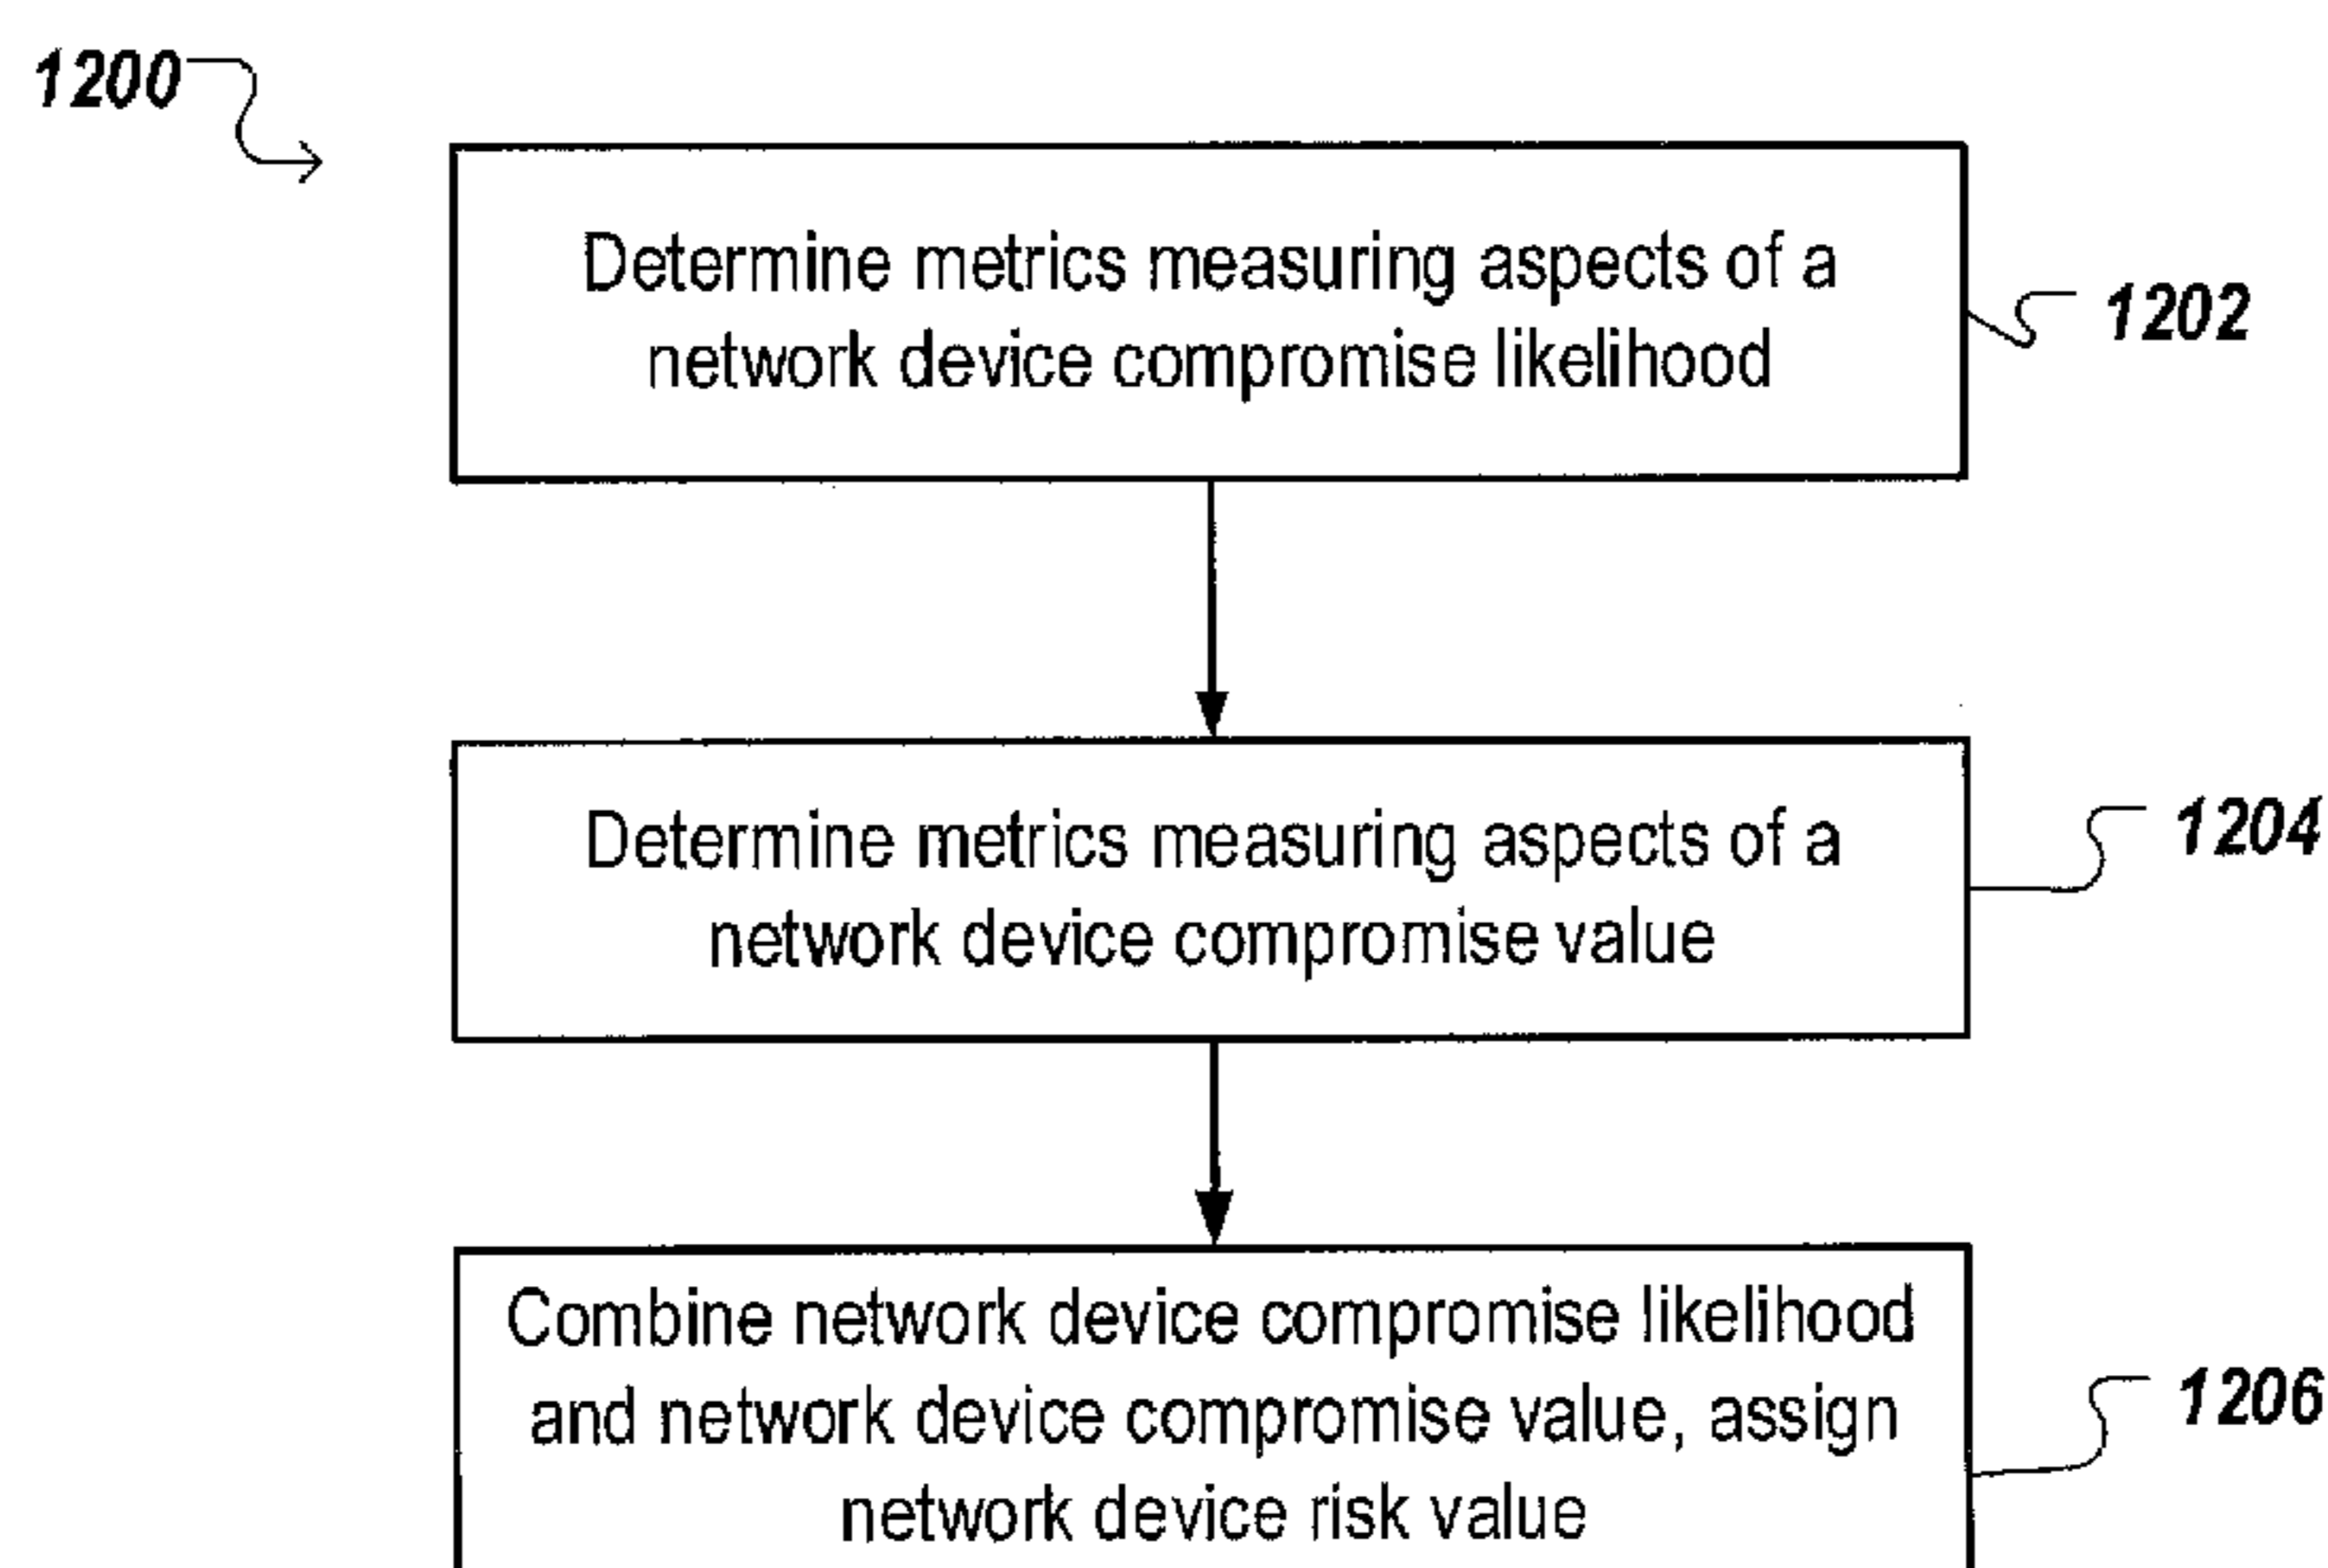 1200
Determine metrics measuring aspects of a
network device compromise likelihood
1202
Determine metrics measuring aspects of a
network device compromise value
1204
Combine network device compromise likelihood
and network device compromise value, assign
network device risk value
1206